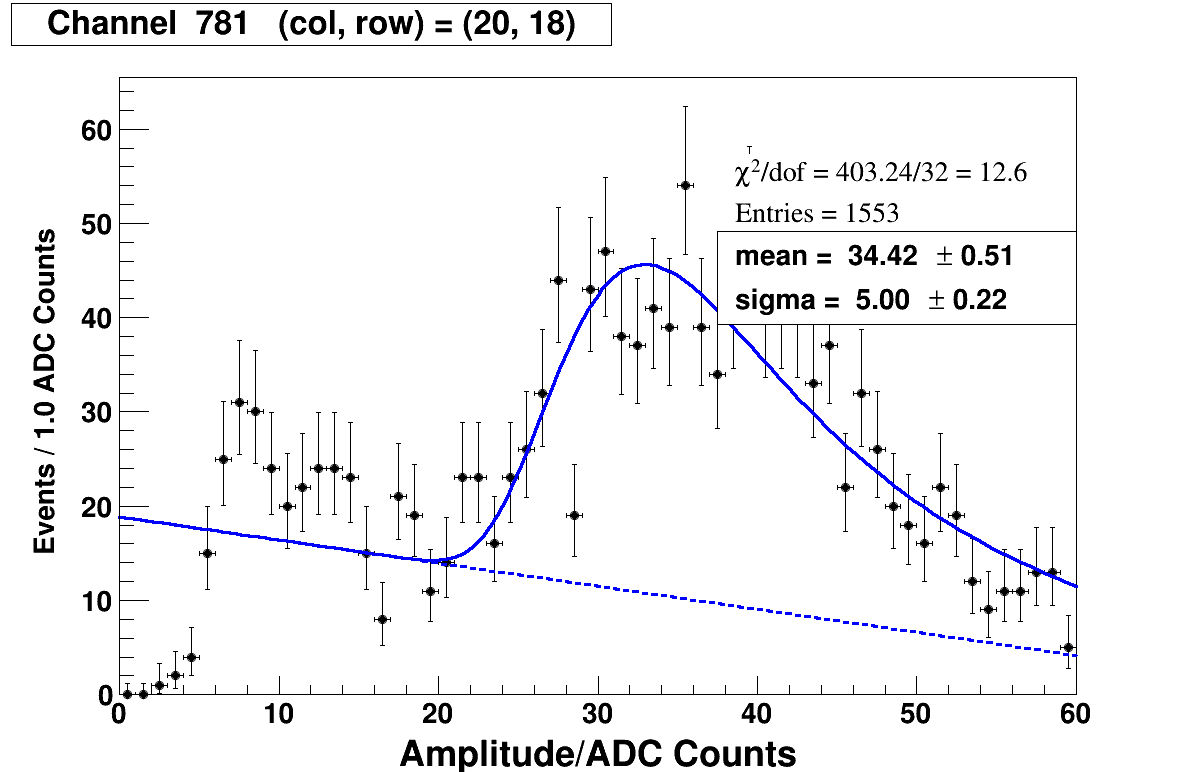 Channel 781 (col, row) = (20, 18)
χ²/dof = 403.24/32 = 12.6
Entries = 1553
mean = 34.42 ± 0.51
sigma = 5.00 ± 0.22
Events / 1.0 ADC Counts
60
50
40
30
20
10
0
0 10 20 30 40 50 60
Amplitude/ADC Counts